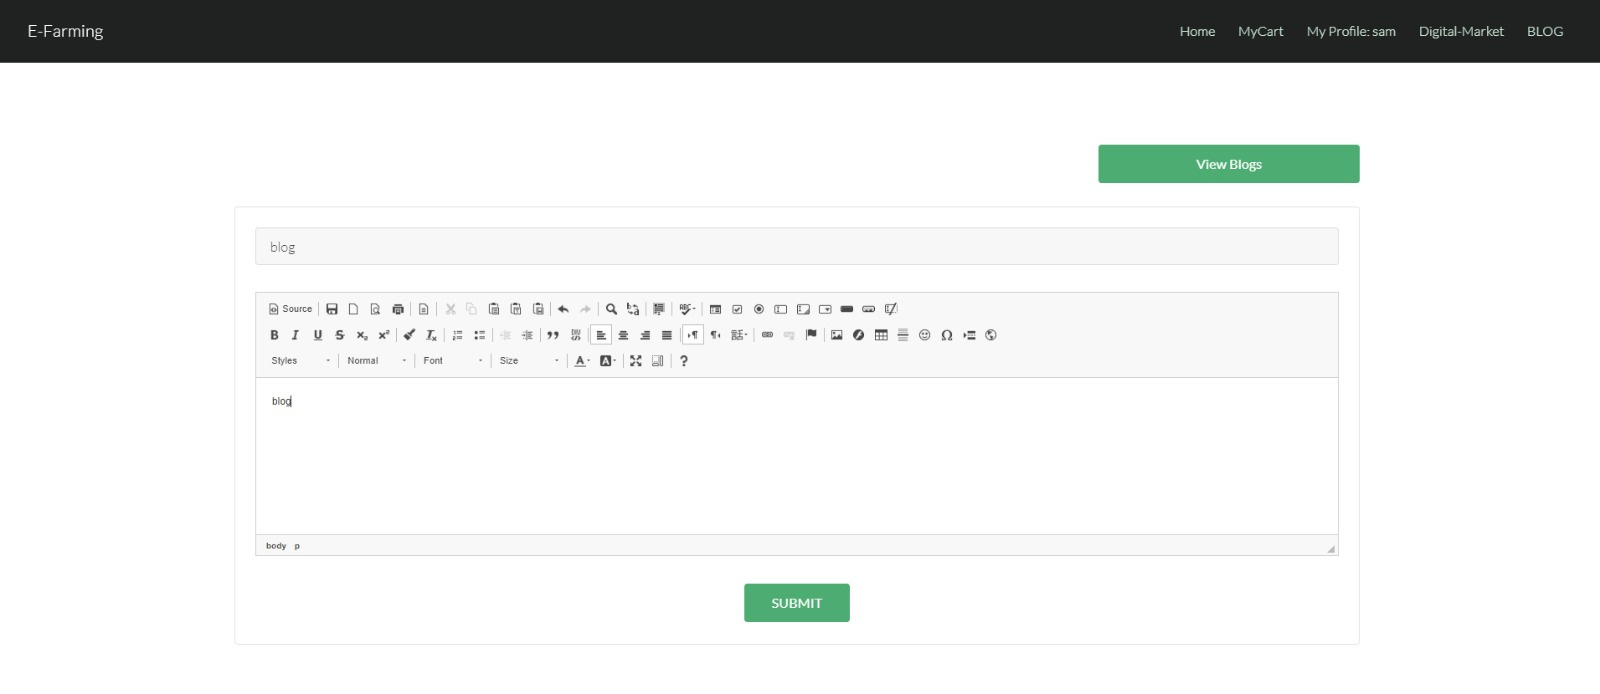 E-Farming Home MyCart My Profile: sam Digital-Market BLOG
View Blogs
blog
Source
Styles Normal Font Size
blog
body p
SUBMIT